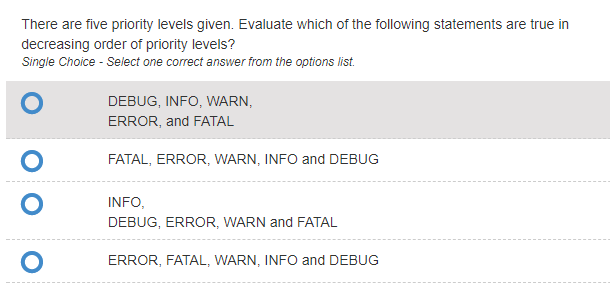 There are five priority levels given. Evaluate which of the following statements are true in
decreasing order of priority levels?
Single Choice - Select one correct answer from the options list.
DEBUG, INFO, WARN,
ERROR, and FATAL
FATAL, ERROR, WARN, INFO and DEBUG
INFO,
DEBUG, ERROR, WARN and FATAL
ERROR, FATAL, WARN, INFO and DEBUG